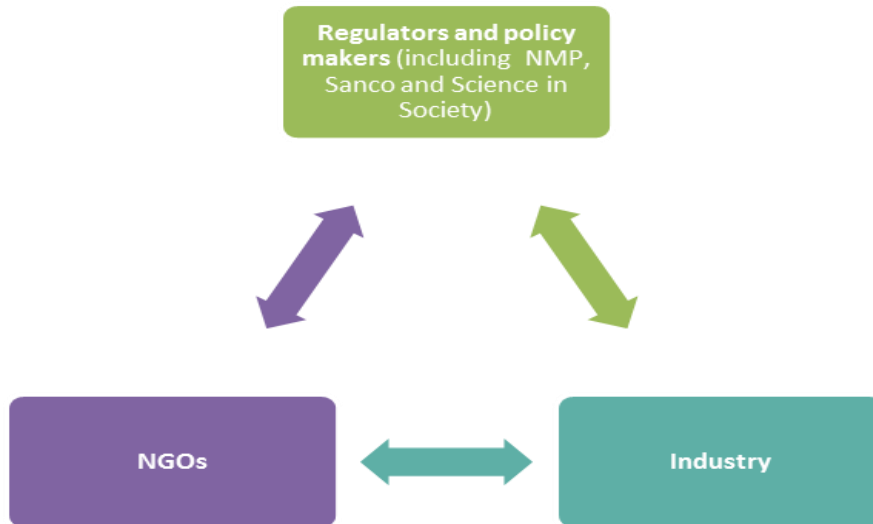 Regulators and policy
makers (including NMP,
Sanco and Science in
Society)
NGOs
Industry